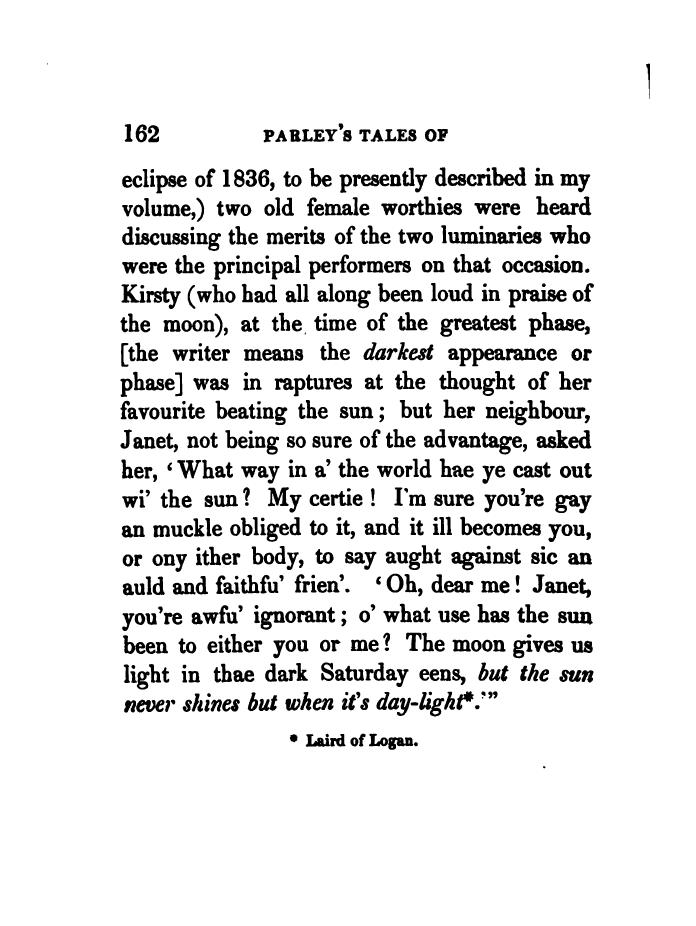 162 PARLEY'S TALES OF
eclipse of 1836, to be presently described in my
volume,) two old female worthies were heard
discussing the merits of the two luminaries who
were the principal performers on that occasion.
Kirsty (who had all along been loud in praise of
the moon), at the time of the greatest phase,
[the writer means the darkest appearance or
phase] was in raptures at the thought of her
favourite beating the sun; but her neighbour,
Janet, not being so sure of the advantage, asked
her, ‘What way in a’ the world hae ye cast out
wi’ the sun? My certie! I’m sure you’re gay
an muckle obliged to it, and it ill becomes you,
or ony ither body, to say aught against sic an
auld and faithfu’ frien’. ‘Oh, dear me! Janet,
you’re awfu’ ignorant; o’ what use has the sun
been to either you or me? The moon gives us
light in thae dark Saturday eens, but the sun
never shines but when it’s day-light*.’”
* Laird of Logan.